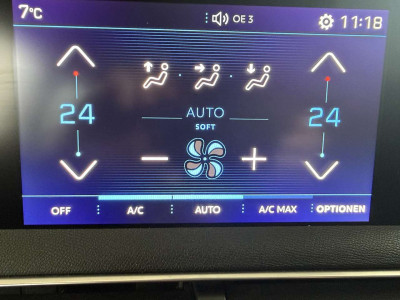 7°C OE 3 11:18
24 AUTO 24
SOFT
OFF A/C AUTO A/C MAX OPTIONEN